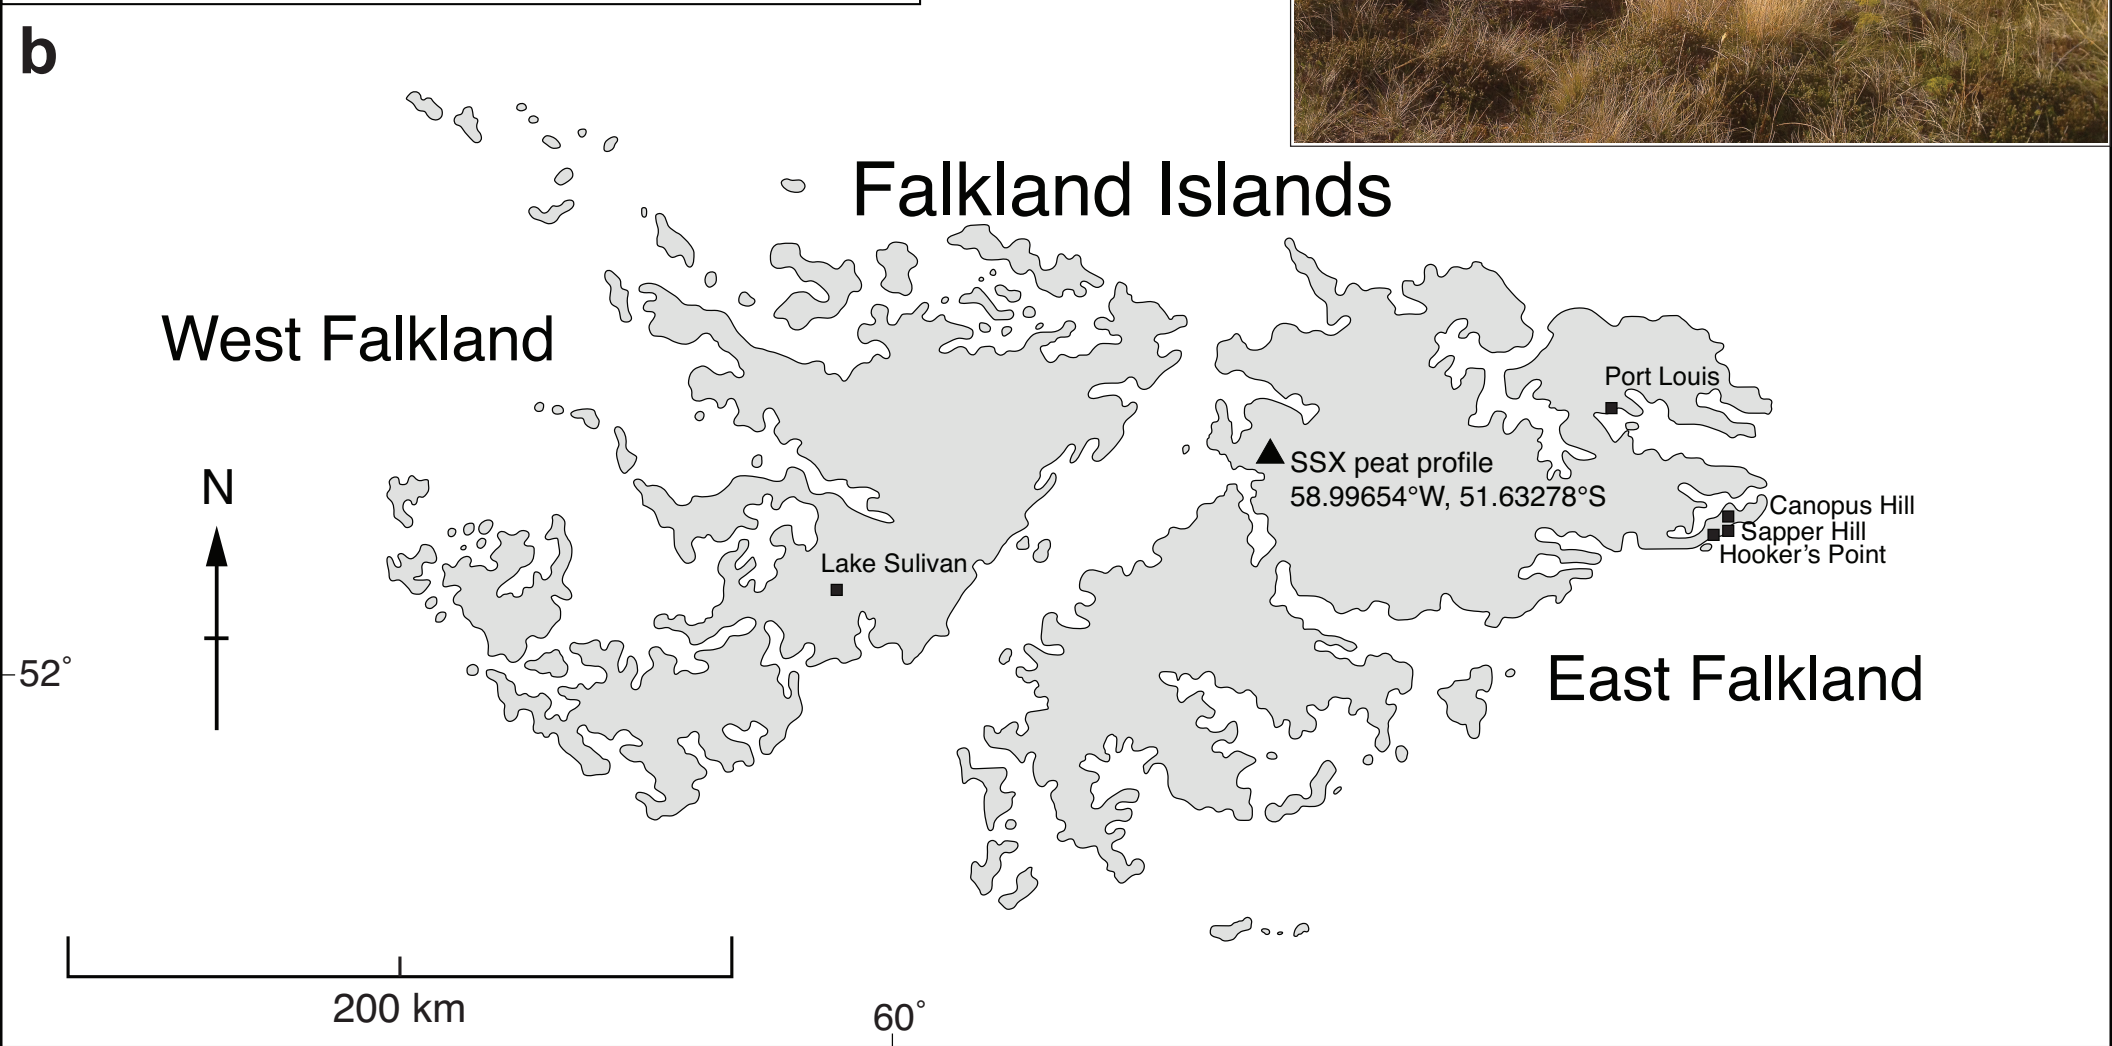 b
Falkland Islands
West Falkland
Port Louis
N
SSX peat profile
58.99654°W, 51.63278°S
Canopus Hill
Sapper Hill
Hooker's Point
Lake Sulivan
52°
East Falkland
200 km
60°